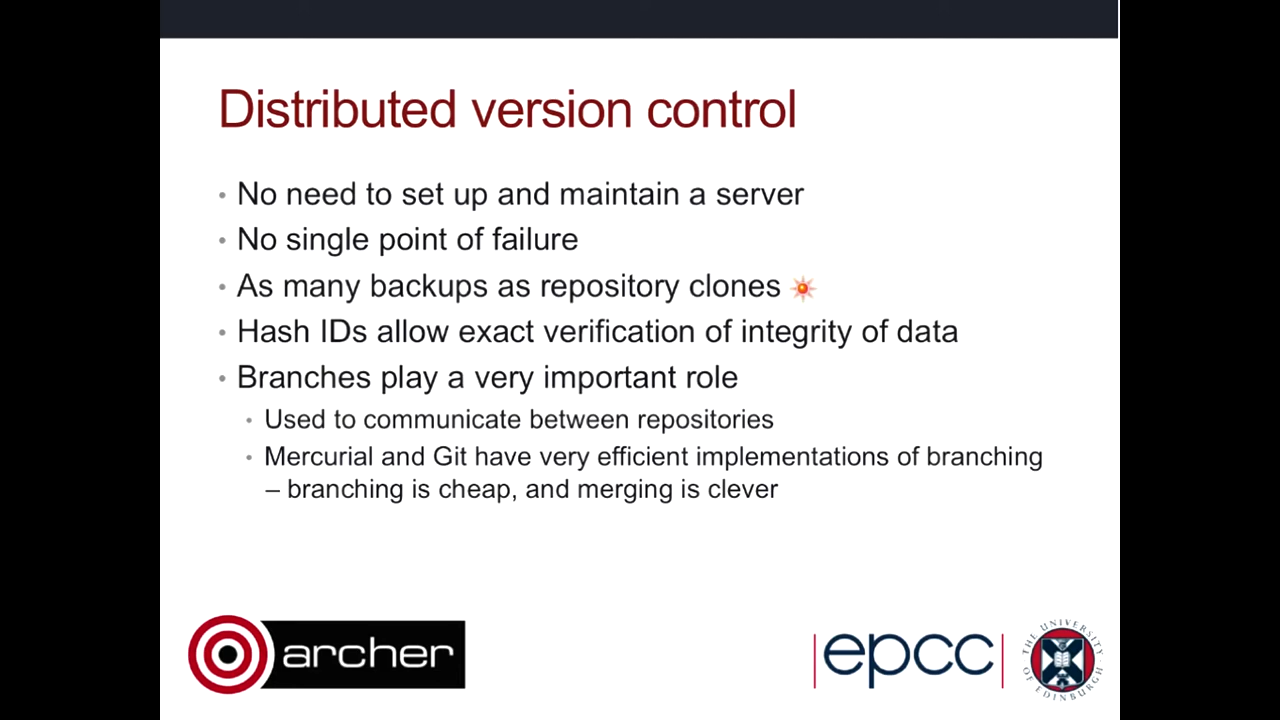 Distributed version control
• No need to set up and maintain a server
• No single point of failure
• As many backups as repository clones
• Hash IDs allow exact verification of integrity of data
• Branches play a very important role
• Used to communicate between repositories
• Mercurial and Git have very efficient implementations of branching
– branching is cheap, and merging is clever
archer
epcc
THE UNIVERSITY OF EDINBURGH